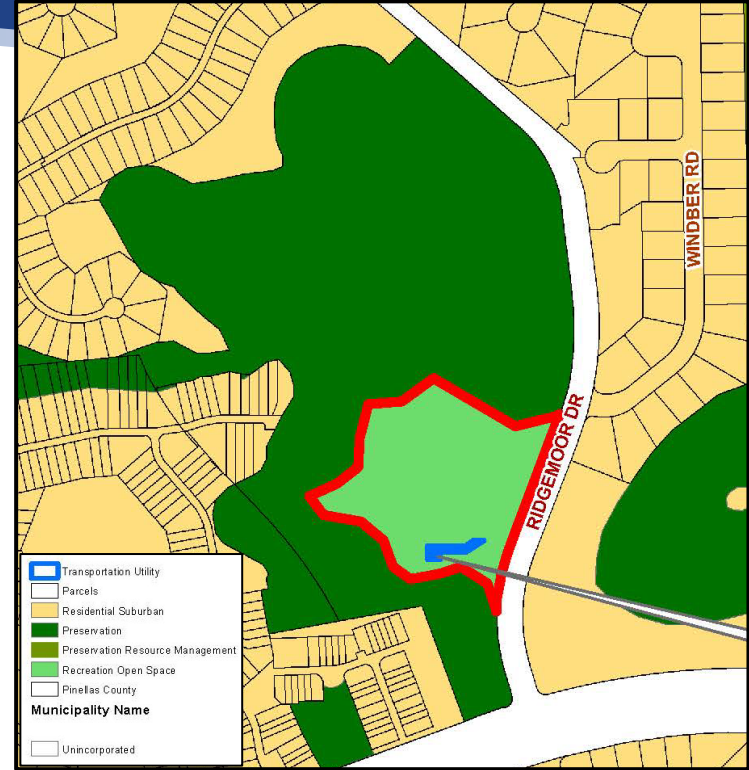 WINDBER RD
RIDGEMOOR DR
Transportation Utility
Parcels
Residential Suburban
Preservation
Preservation Resource Management
Recreation Open Space
Pinellas County
Municipality Name
Unincorporated